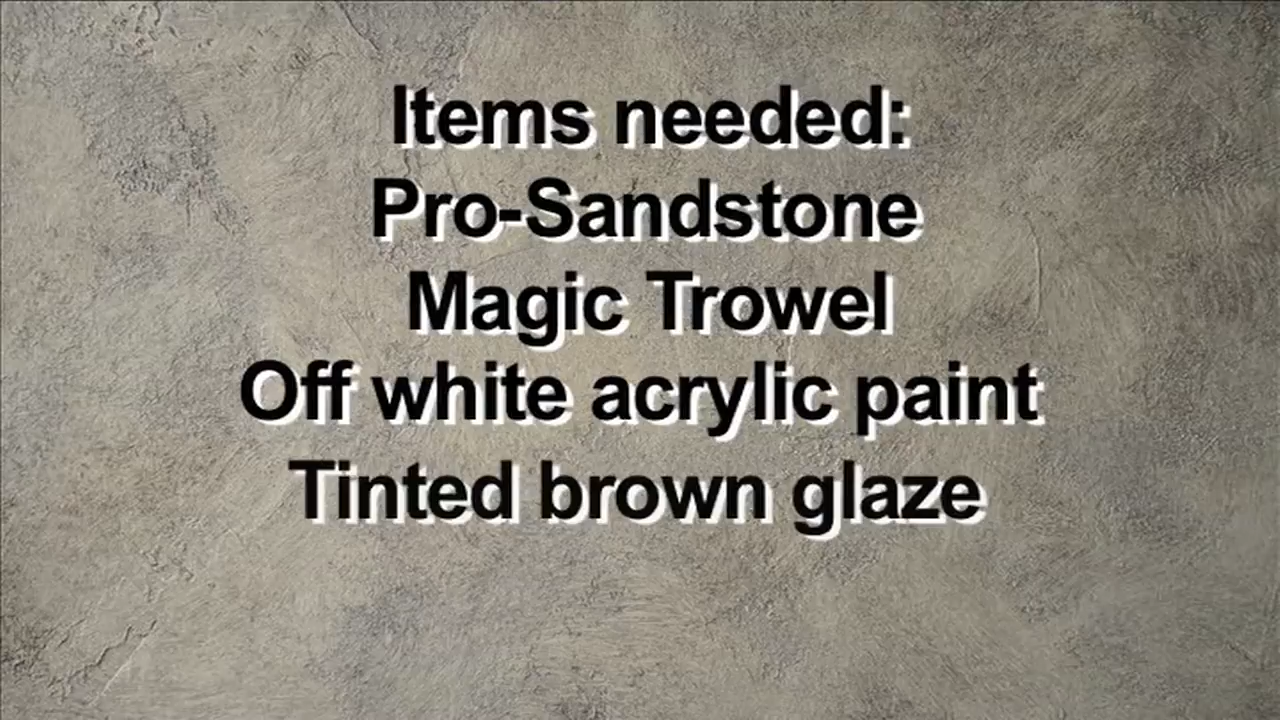 Items needed:
Pro-Sandstone
Magic Trowel
Off white acrylic paint
Tinted brown glaze